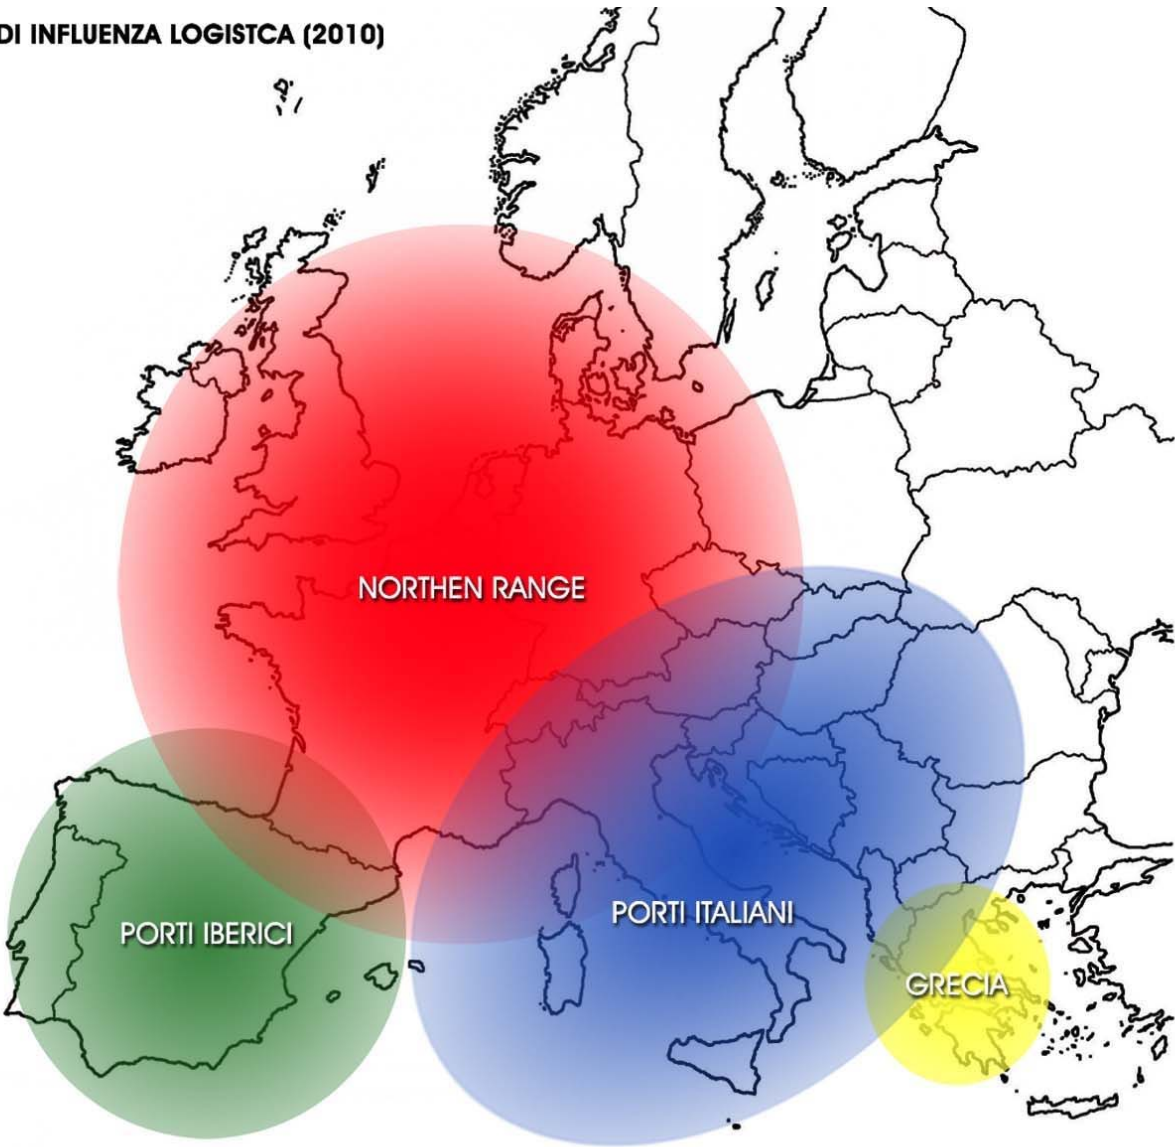 DI INFLUENZA LOGISTCA (2010)
NORTHEN RANGE
PORTI ITALIANI
PORTI IBERICI
GRECIA